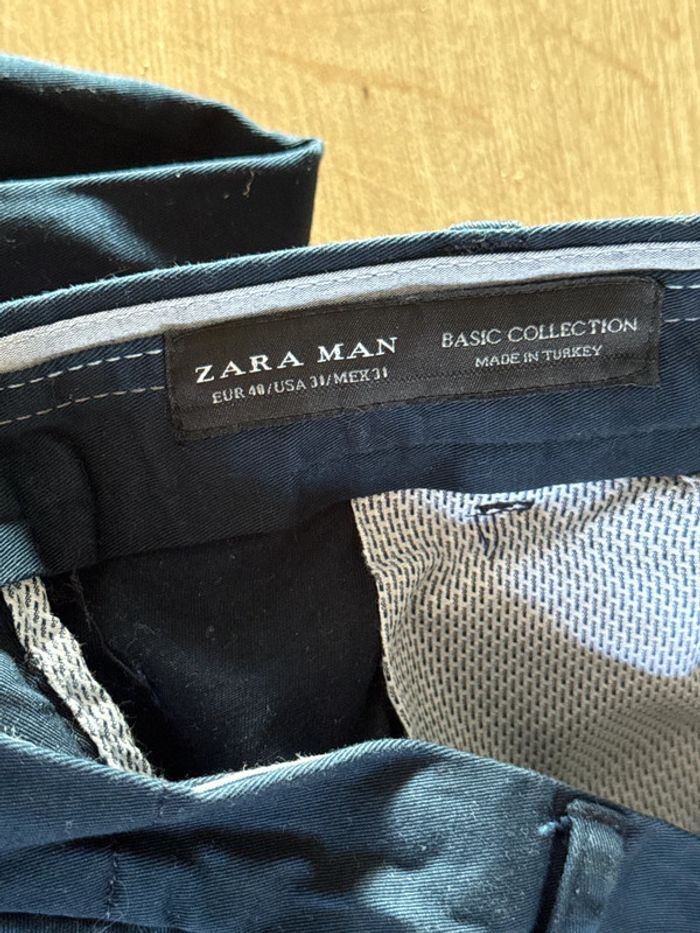 ZARA MAN
EUR 40/USA 31/MEX 31
BASIC COLLECTION
MADE IN TURKEY